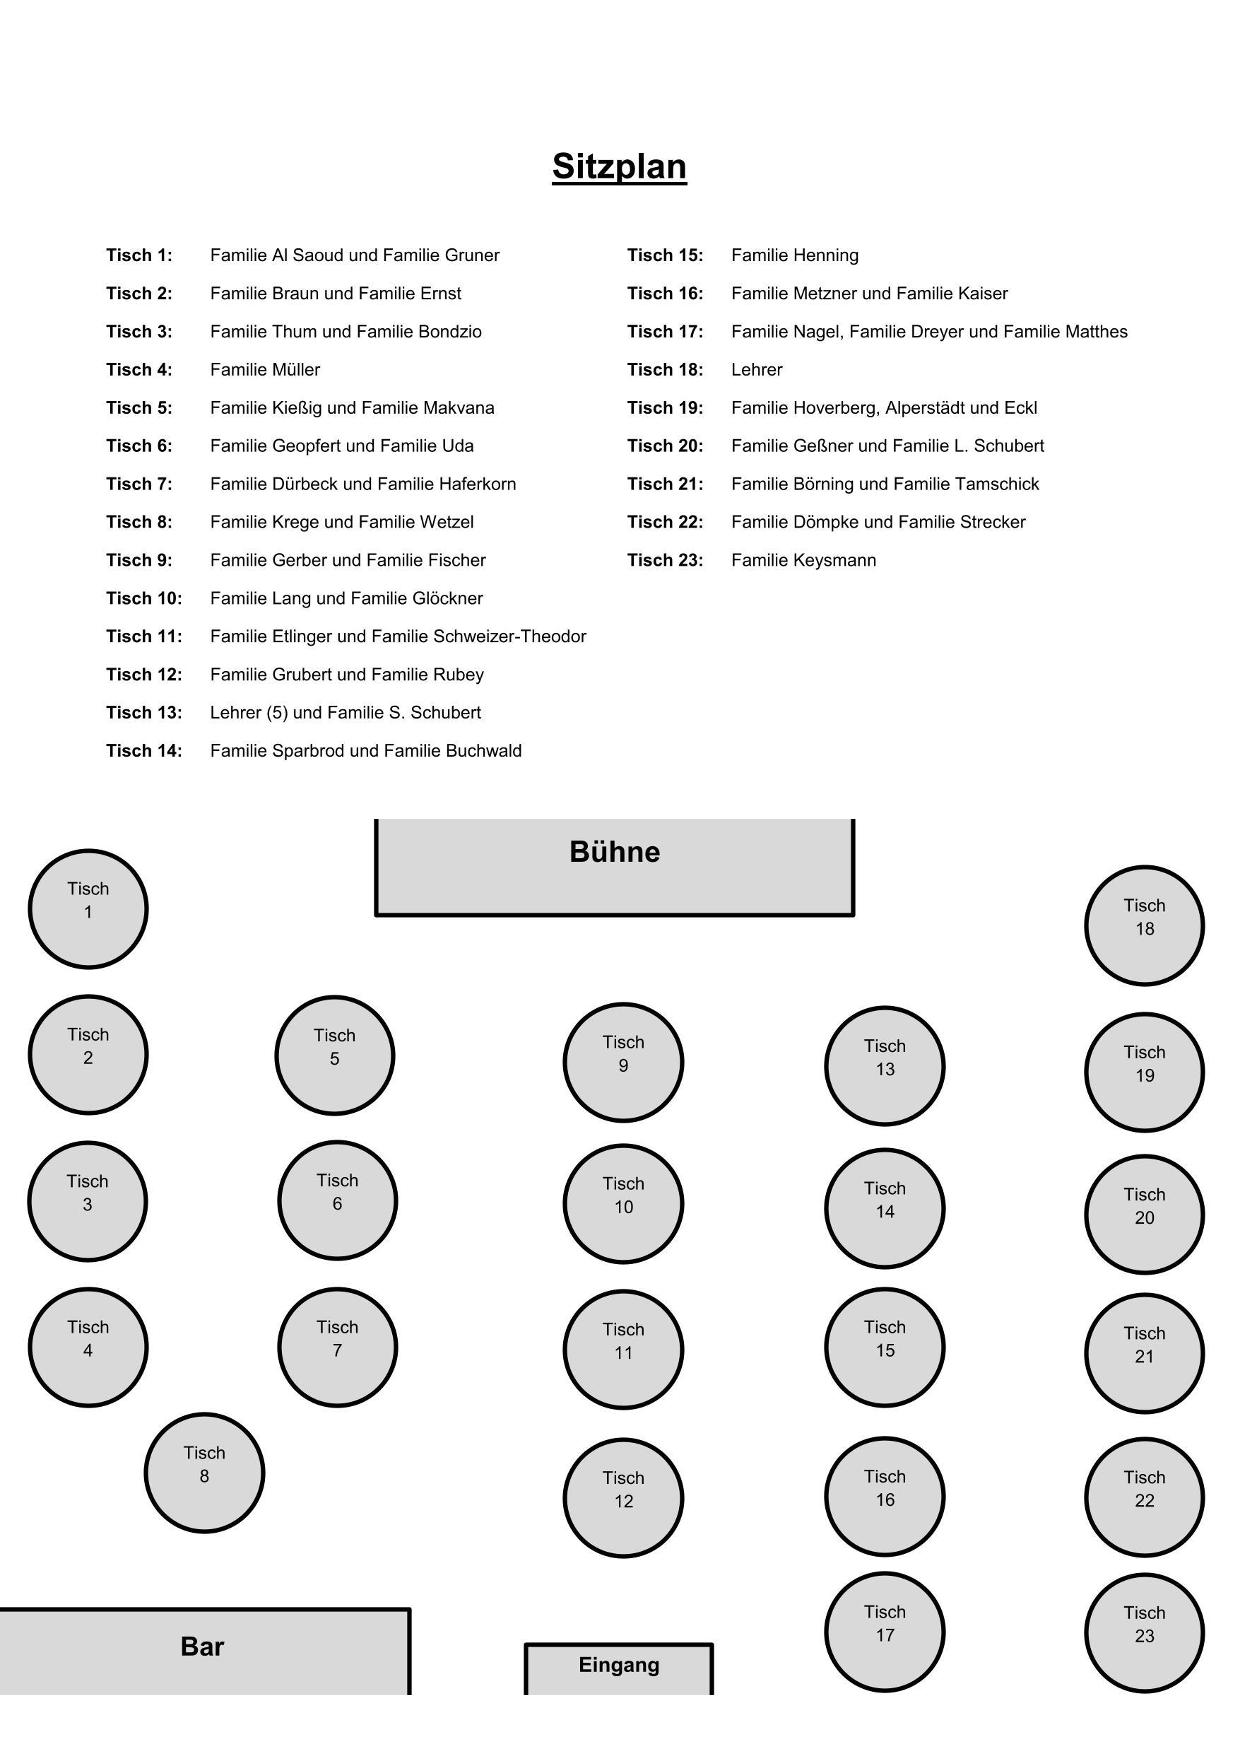 Sitzplan
Tisch 1: Familie Al Saoud und Familie Gruner
Tisch 2: Familie Braun und Familie Ernst
Tisch 3: Familie Thum und Familie Bondzio
Tisch 4: Familie Müller
Tisch 5: Familie Kießig und Familie Makvana
Tisch 6: Familie Geopfert und Familie Uda
Tisch 7: Familie Dürbeck und Familie Haferkorn
Tisch 8: Familie Krege und Familie Wetzel
Tisch 9: Familie Gerber und Familie Fischer
Tisch 10: Familie Lang und Familie Glöckner
Tisch 11: Familie Etlinger und Familie Schweizer-Theodor
Tisch 12: Familie Grubert und Familie Rubey
Tisch 13: Lehrer (5) und Familie S. Schubert
Tisch 14: Familie Sparbrod und Familie Buchwald
Tisch 15: Familie Henning
Tisch 16: Familie Metzner und Familie Kaiser
Tisch 17: Familie Nagel, Familie Dreyer und Familie Matthes
Tisch 18: Lehrer
Tisch 19: Familie Hoverberg, Alperstädt und Eckl
Tisch 20: Familie Geßner und Familie L. Schubert
Tisch 21: Familie Börning und Familie Tamschick
Tisch 22: Familie Dömpke und Familie Strecker
Tisch 23: Familie Keysmann
Bühne
Tisch
1
Tisch
18
Tisch
2
Tisch
5
Tisch
9
Tisch
13
Tisch
19
Tisch
3
Tisch
6
Tisch
10
Tisch
14
Tisch
20
Tisch
4
Tisch
7
Tisch
11
Tisch
15
Tisch
21
Tisch
8
Tisch
12
Tisch
16
Tisch
22
Tisch
17
Tisch
23
Bar
Eingang